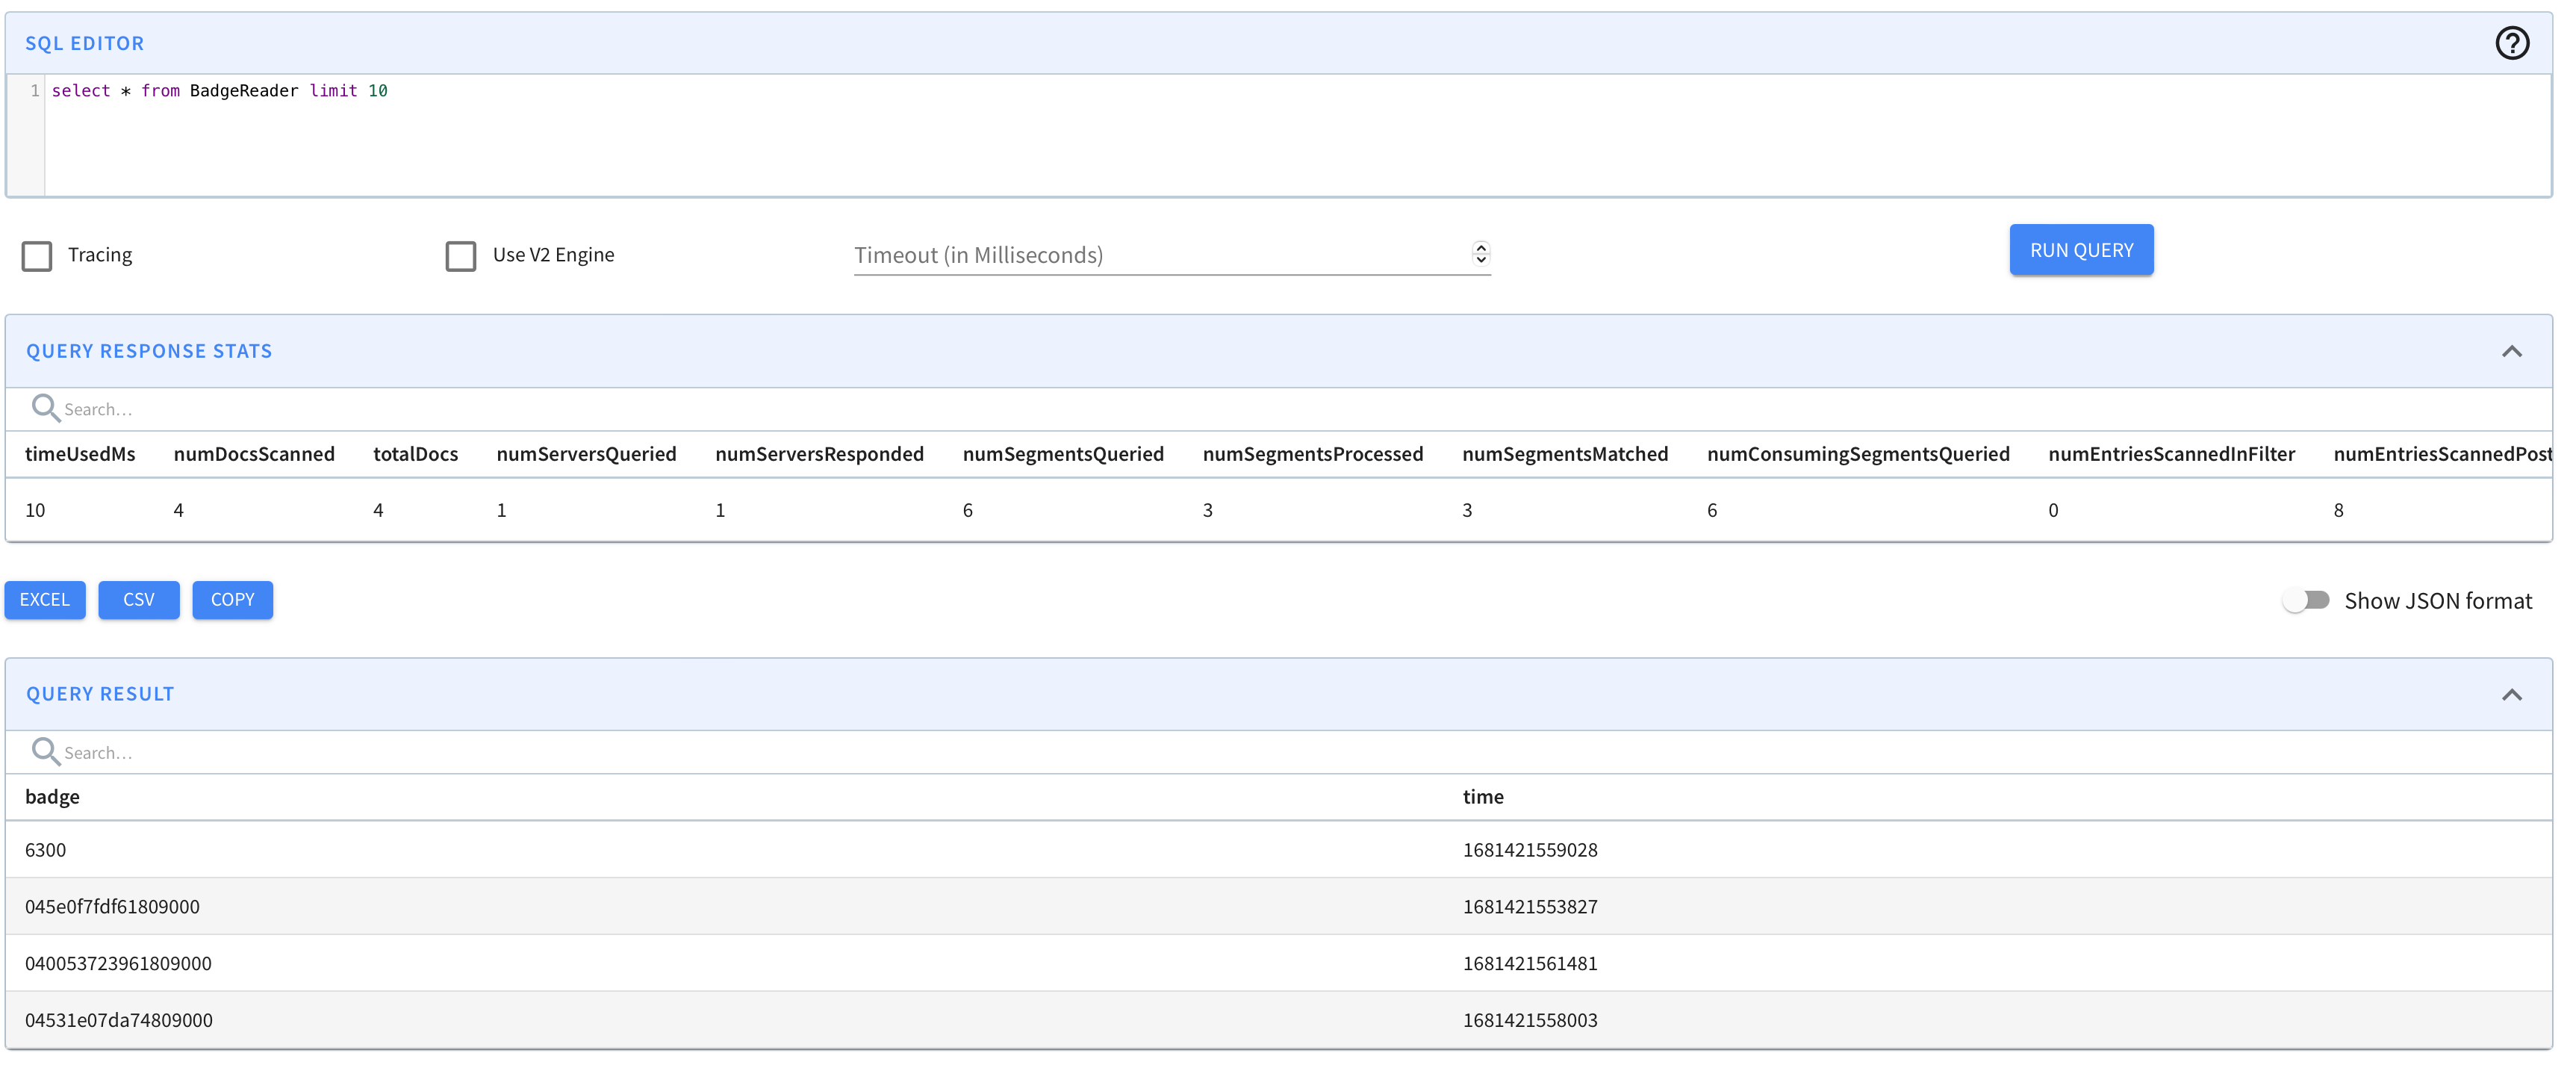 SQL EDITOR
1 select * from BadgeReader limit 10
Tracing Use V2 Engine Timeout (in Milliseconds) RUN QUERY
QUERY RESPONSE STATS
Search...
timeUsedMs numDocsScanned totalDocs numServersQueried numServersResponded numSegmentsQueried numSegmentsProcessed numSegmentsMatched numConsumingSegmentsQueried numEntriesScannedInFilter numEntriesScannedPost
10 4 4 1 1 6 3 3 6 0 8
EXCEL CSV COPY Show JSON format
QUERY RESULT
Search...
badge time
6300 1681421559028
045e0f7fdf61809000 1681421553827
040053723961809000 1681421561481
04531e07da74809000 1681421558003